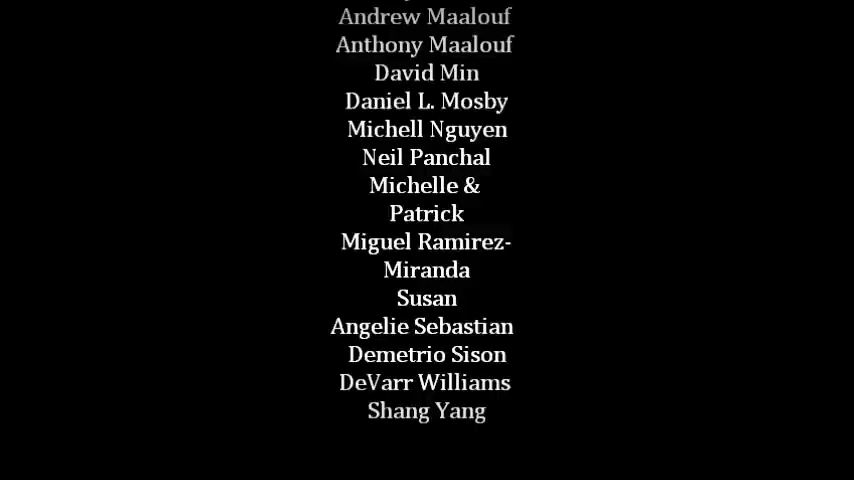 Andrew Maalouf
Anthony Maalouf
David Min
Daniel L. Mosby
Michell Nguyen
Neil Panchal
Michelle &
Patrick
Miguel Ramirez-
Miranda
Susan
Angelie Sebastian
Demetrio Sison
DeVarr Williams
Shang Yang